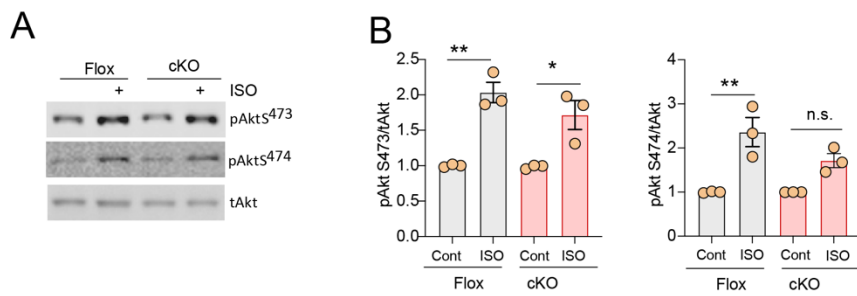 A
Flox cKO
+ + ISO
pAktS473
pAktS474
tAkt
B
pAkt S473/tAkt
2.5
2.0
1.5
1.0
0.5
0.0
**
*
Cont ISO Cont ISO
Flox cKO
pAkt S474/tAkt
4
3
2
1
0
**
n.s.
Cont ISO Cont ISO
Flox cKO